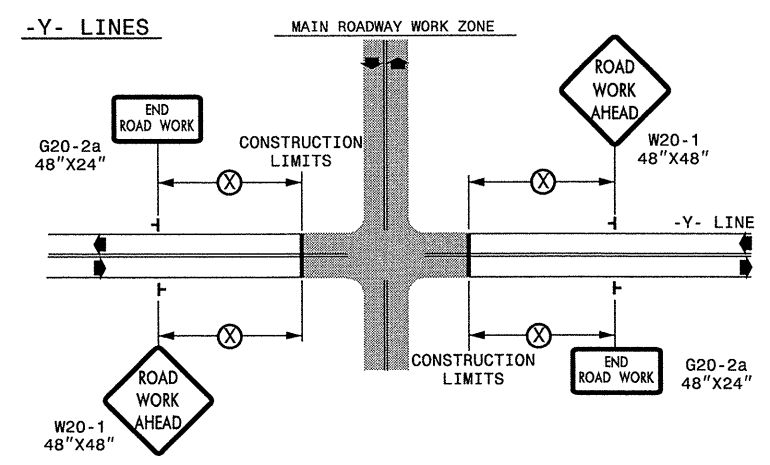 -Y- LINES
MAIN ROADWAY WORK ZONE
END
ROAD WORK
G20-2a
48"X24"
CONSTRUCTION
LIMITS
X
ROAD
WORK
AHEAD
W20-1
48"X48"
X
-Y- LINE
X
ROAD
WORK
AHEAD
W20-1
48"X48"
X
CONSTRUCTION
LIMITS
END
ROAD WORK
G20-2a
48"X24"